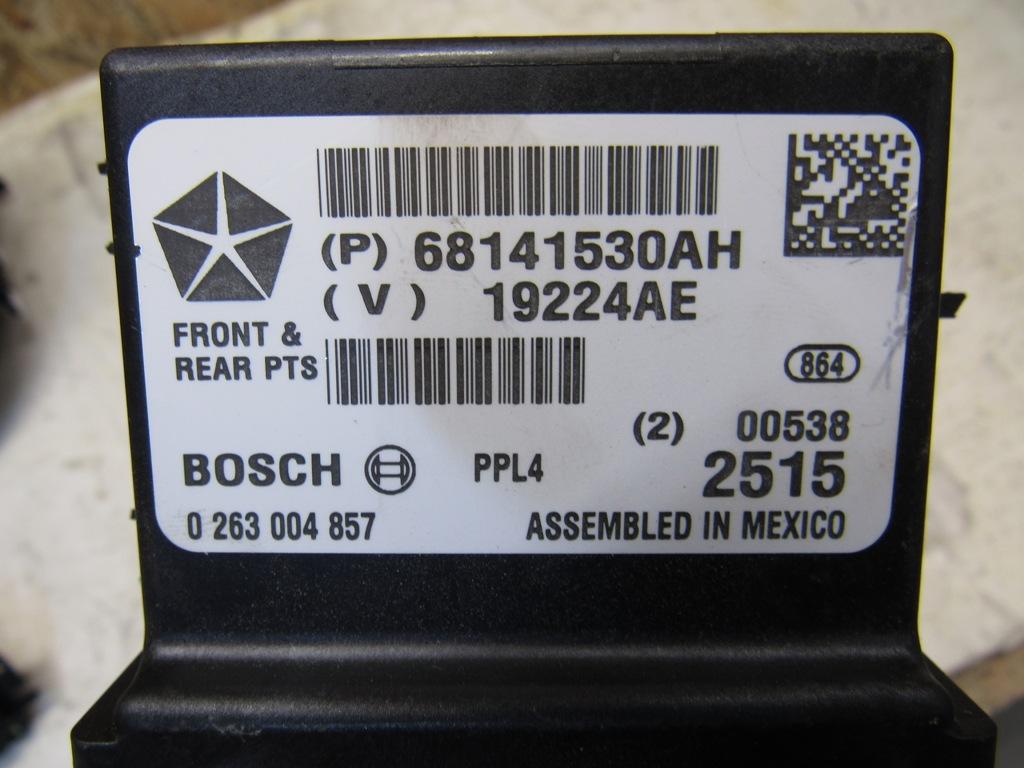 (P) 68141530AH
(V) 19224AE
FRONT &
REAR PTS
864
(2) 00538
BOSCH PPL4 2515
0 263 004 857 ASSEMBLED IN MEXICO